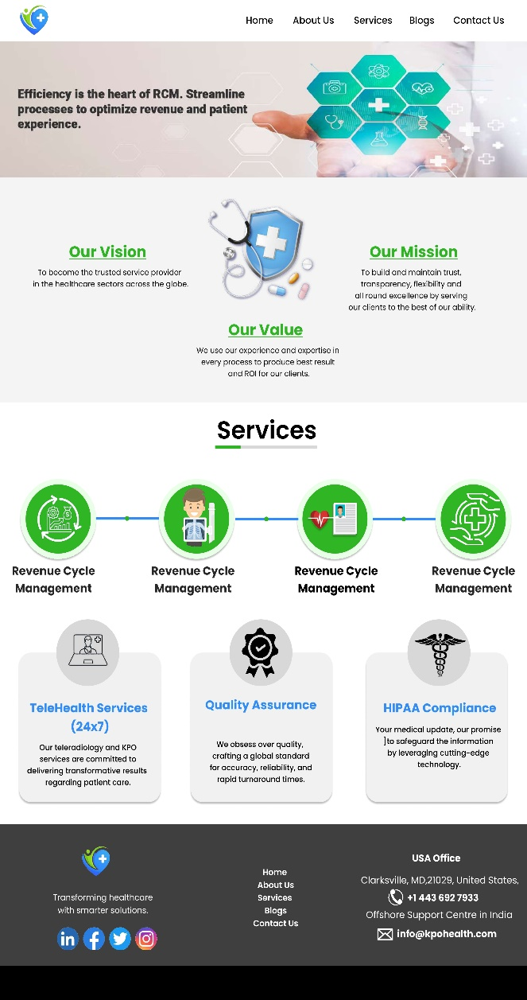 Home About Us Services Blogs Contact Us
Efficiency is the heart of RCM. Streamline
processes to optimize revenue and patient
experience.
Our Vision
To become the trusted service provider
in the healthcare sectors across the globe.
Our Mission
To build and maintain trust,
transparency, flexibility and
all round excellence by serving
our clients to the best of our ability.
Our Value
We use our experience and expertise in
every process to produce best result
and ROI for our clients.
Services
Revenue Cycle
Management
Revenue Cycle
Management
Revenue Cycle
Management
Revenue Cycle
Management
TeleHealth Services
(24x7)
Our teleradiology and KPO
services are committed to
delivering transformative results
regarding patient care.
Quality Assurance
We obsess over quality,
crafting a global standard
for accuracy, reliability, and
rapid turnaround times.
HIPAA Compliance
Your medical update, our promise
]to safeguard the information
by leveraging cutting-edge
technology.
Transforming healthcare
with smarter solutions.
in
Home
About Us
Services
Blogs
Contact Us
USA Office
Clarksville, MD,21029, United States,
+1 443 692 7933
Offshore Support Centre in India
info@kpohealth.com